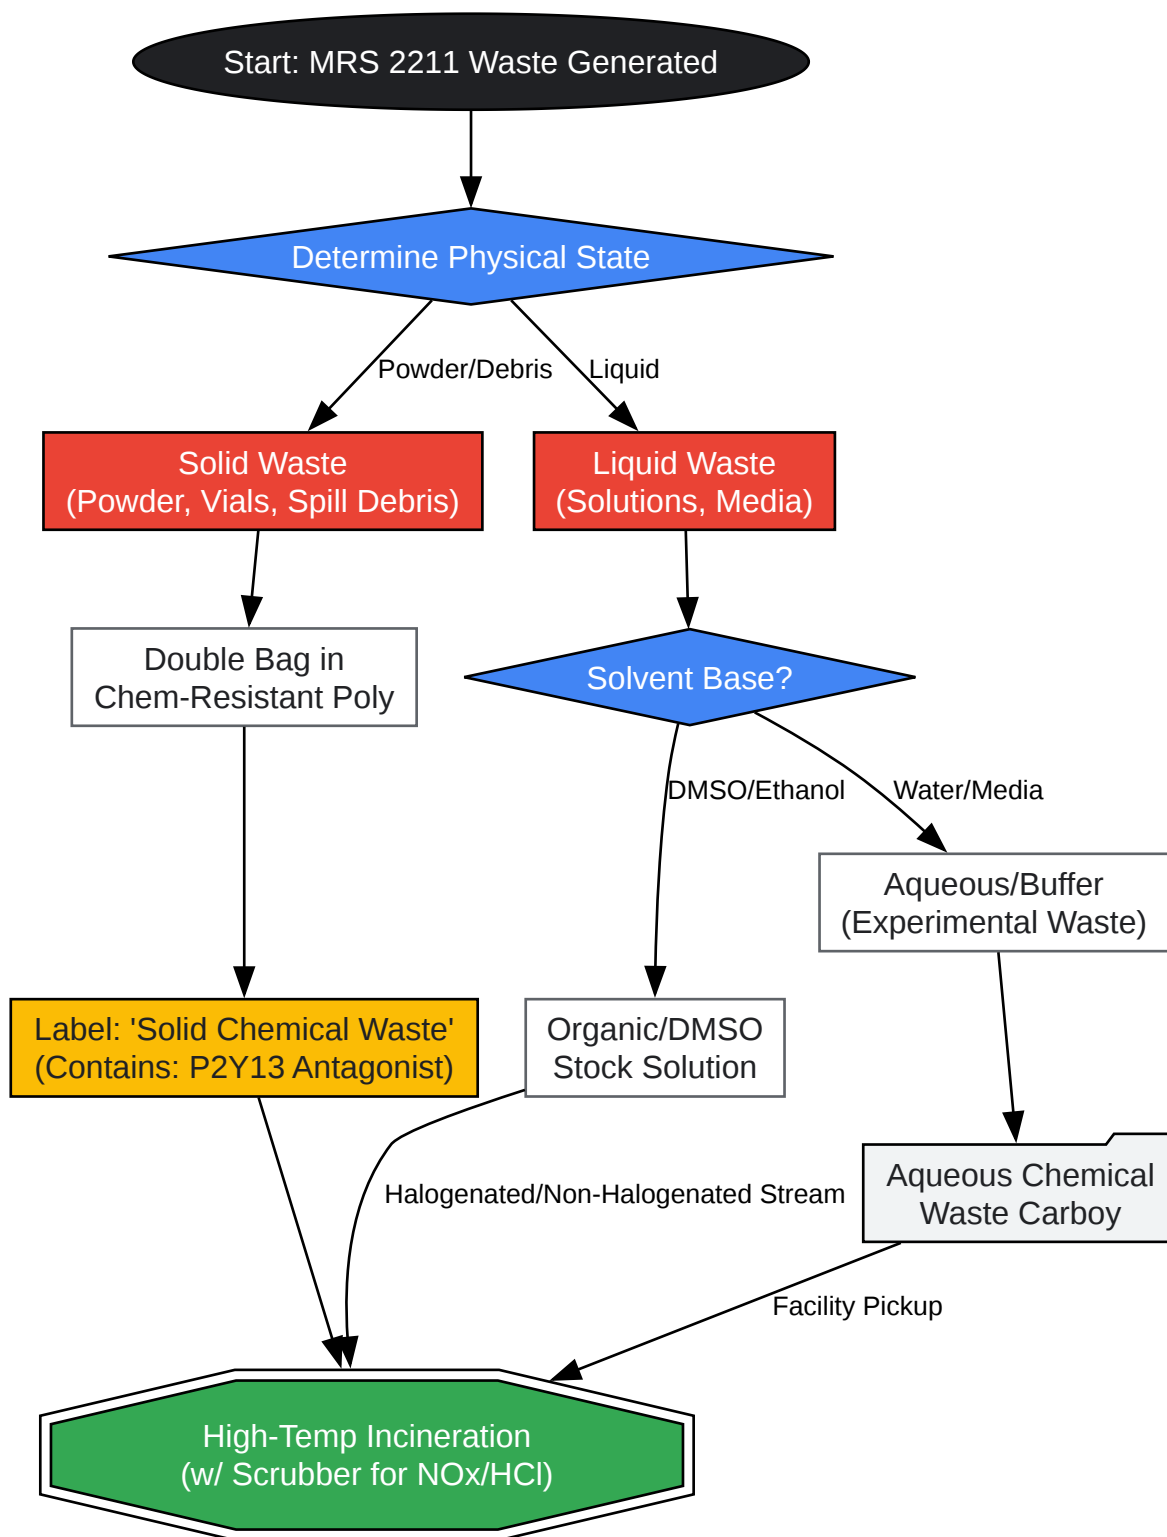 Start: MRS 2211 Waste Generated
Determine Physical State
Powder/Debris
Liquid
Solid Waste
(Powder, Vials, Spill Debris)
Liquid Waste
(Solutions, Media)
Double Bag in
Chem-Resistant Poly
Solvent Base?
DMSO/Ethanol
Water/Media
Aqueous/Buffer
(Experimental Waste)
Label: 'Solid Chemical Waste'
(Contains: P2Y13 Antagonist)
Organic/DMSO
Stock Solution
Halogenated/Non-Halogenated Stream
Aqueous Chemical
Waste Carboy
Facility Pickup
High-Temp Incineration
(w/ Scrubber for NOx/HCl)